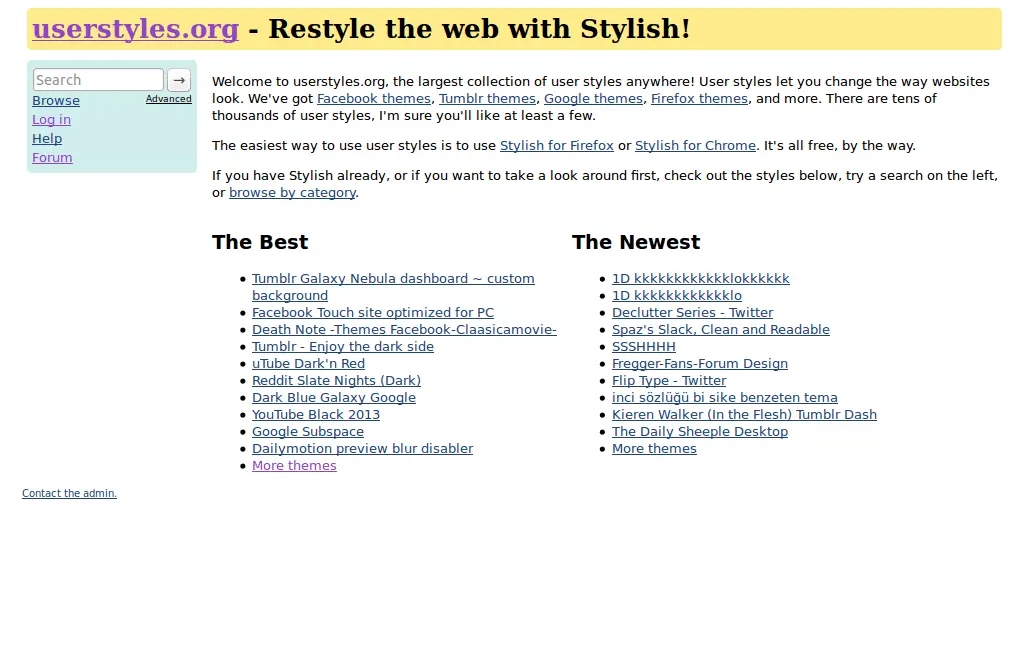 userstyles.org - Restyle the web with Stylish!
Search →
Browse Advanced
Log in
Help
Forum
Welcome to userstyles.org, the largest collection of user styles anywhere! User styles let you change the way websites
look. We've got Facebook themes, Tumblr themes, Google themes, Firefox themes, and more. There are tens of
thousands of user styles, I'm sure you'll like at least a few.
The easiest way to use user styles is to use Stylish for Firefox or Stylish for Chrome. It's all free, by the way.
If you have Stylish already, or if you want to take a look around first, check out the styles below, try a search on the left,
or browse by category.
The Best
Tumblr Galaxy Nebula dashboard ~ custom
background
Facebook Touch site optimized for PC
Death Note -Themes Facebook-Claasicamovie-
Tumblr - Enjoy the dark side
uTube Dark'n Red
Reddit Slate Nights (Dark)
Dark Blue Galaxy Google
YouTube Black 2013
Google Subspace
Dailymotion preview blur disabler
More themes
The Newest
1D kkkkkkkkkkkklokkkkkk
1D kkkkkkkkkkkklo
Declutter Series - Twitter
Spaz's Slack, Clean and Readable
SSSHHHH
Fregger-Fans-Forum Design
Flip Type - Twitter
inci sözlüğü bi sike benzeten tema
Kieren Walker (In the Flesh) Tumblr Dash
The Daily Sheeple Desktop
More themes
Contact the admin.